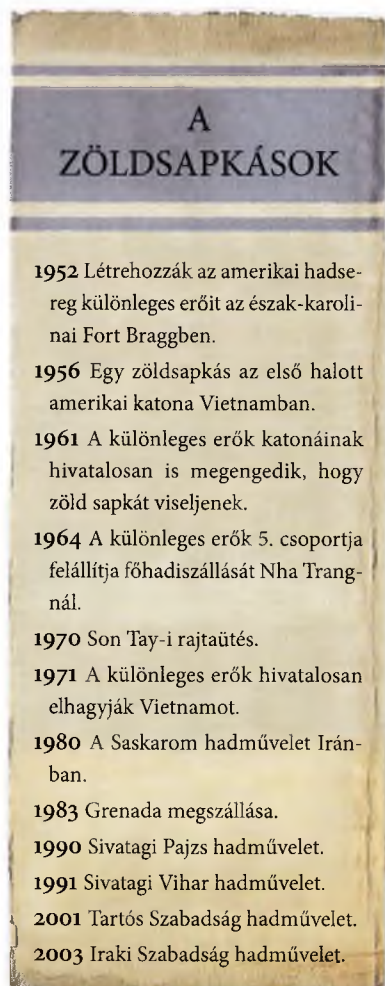 A
ZÖLDSAPKÁSOK
1952 Létrehozzák az amerikai hadse-
reg különleges erőit az észak-karoli-
nai Fort Braggben.
1956 Egy zöldsapkás az első halott
amerikai katona Vietnamban.
1961 A különleges erők katonáinak
hivatalosan is megengedik, hogy
zöld sapkát viseljenek.
1964 A különleges erők 5. csoportja
felállítja főhadiszállását Nha Trang-
nál.
1970 Son Tay-i rajtaütés.
1971 A különleges erők hivatalosan
elhagyják Vietnamot.
1980 A Saskarom hadművelet Irán-
ban.
1983 Grenada megszállása.
1990 Sivatagi Pajzs hadművelet.
1991 Sivatagi Vihar hadművelet.
2001 Tartós Szabadság hadművelet.
2003 Iraki Szabadság hadművelet.